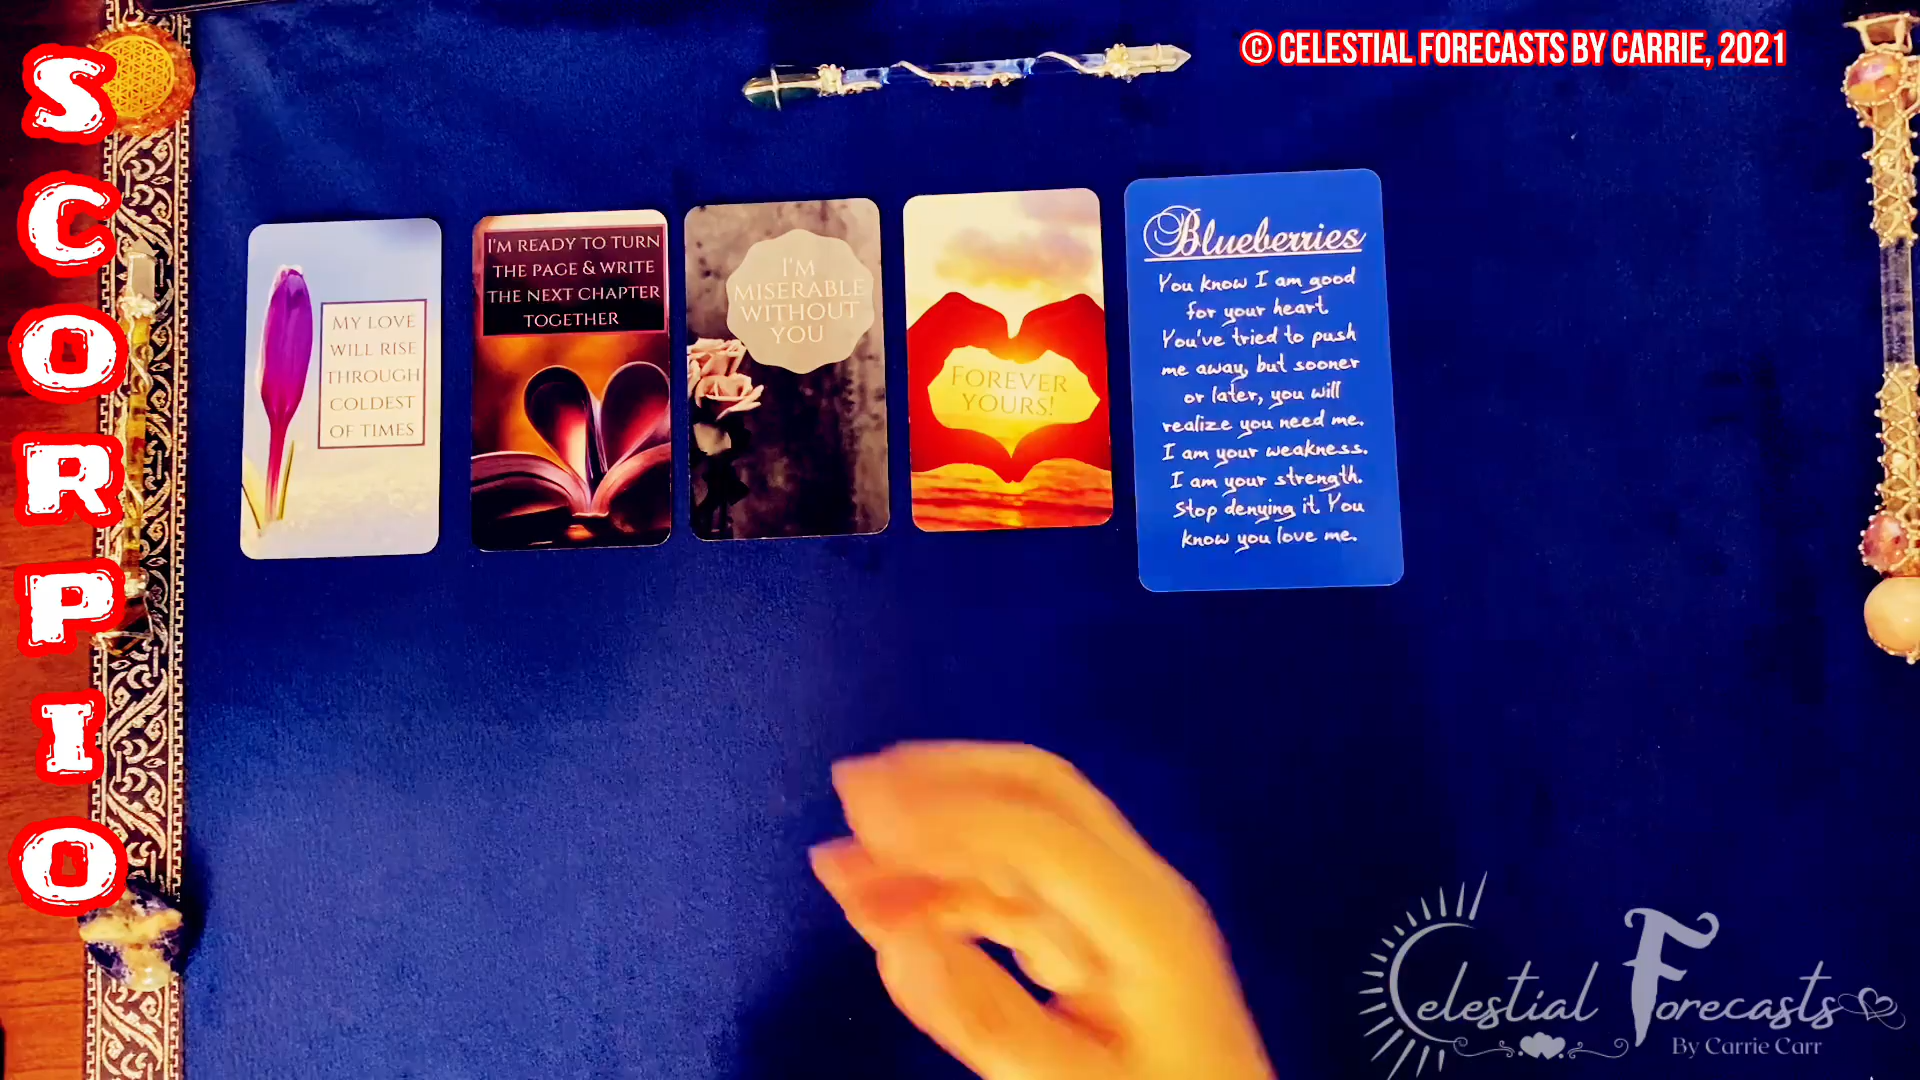 SCORPIO
© CELESTIAL FORECASTS BY CARRIE, 2021
MY LOVE
WILL RISE
THROUGH
COLDEST
OF TIMES
I'M READY TO TURN
THE PAGE & WRITE
THE NEXT CHAPTER
TOGETHER
I'M
MISERABLE
WITHOUT
YOU
FOREVER
YOURS!
Blueberries
You know I am good
for your heart.
You've tried to push
me away, but sooner
or later, you will
realize you need me.
I am your weakness.
I am your strength.
Stop denying it. You
know you love me.
Celestial Forecasts
By Carrie Carr